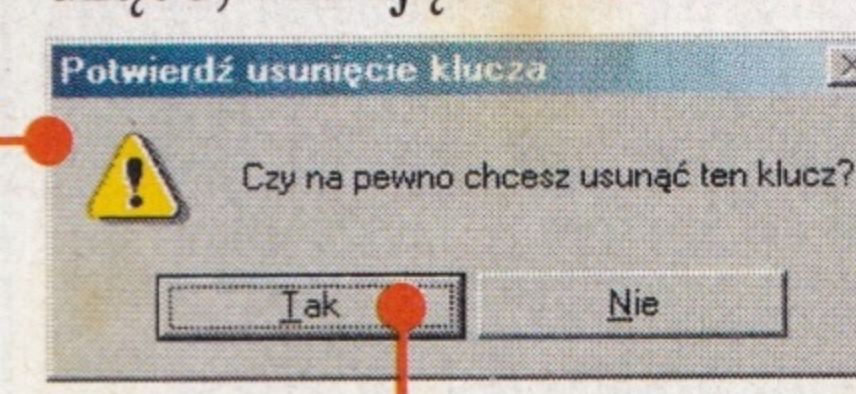 Potwierdź usunięcie klucza
Czy na pewno chcesz usunąć ten klucz?
Tak
Nie